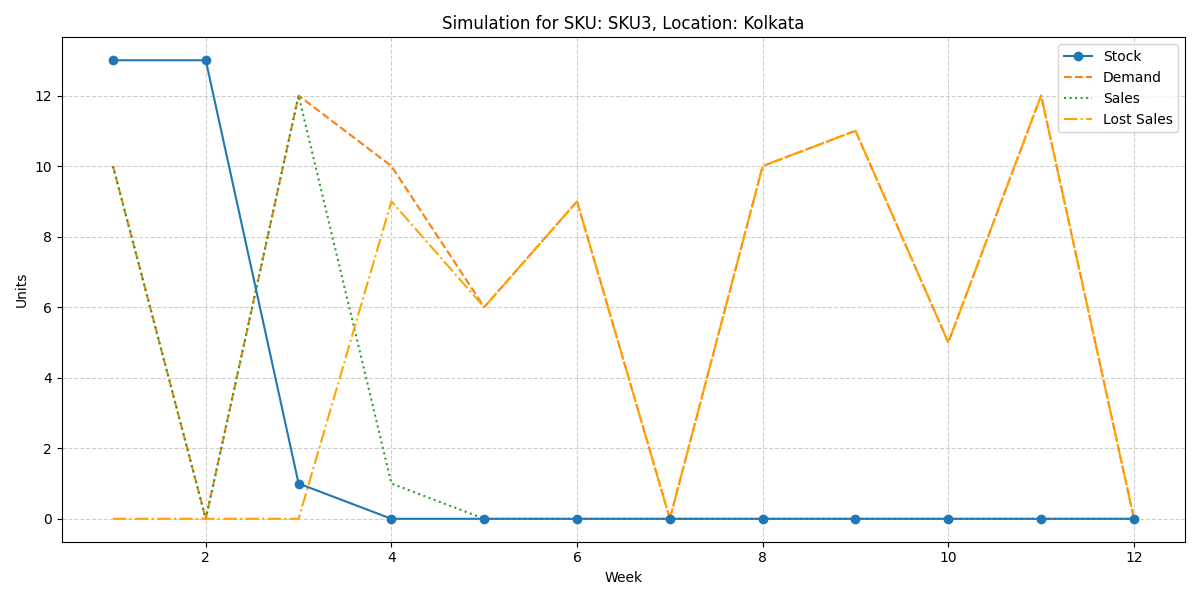 Simulation for SKU: SKU3, Location: Kolkata
Stock
Demand
Sales
Lost Sales
Units
12
10
8
6
4
2
0
2 4 6 8 10 12
Week